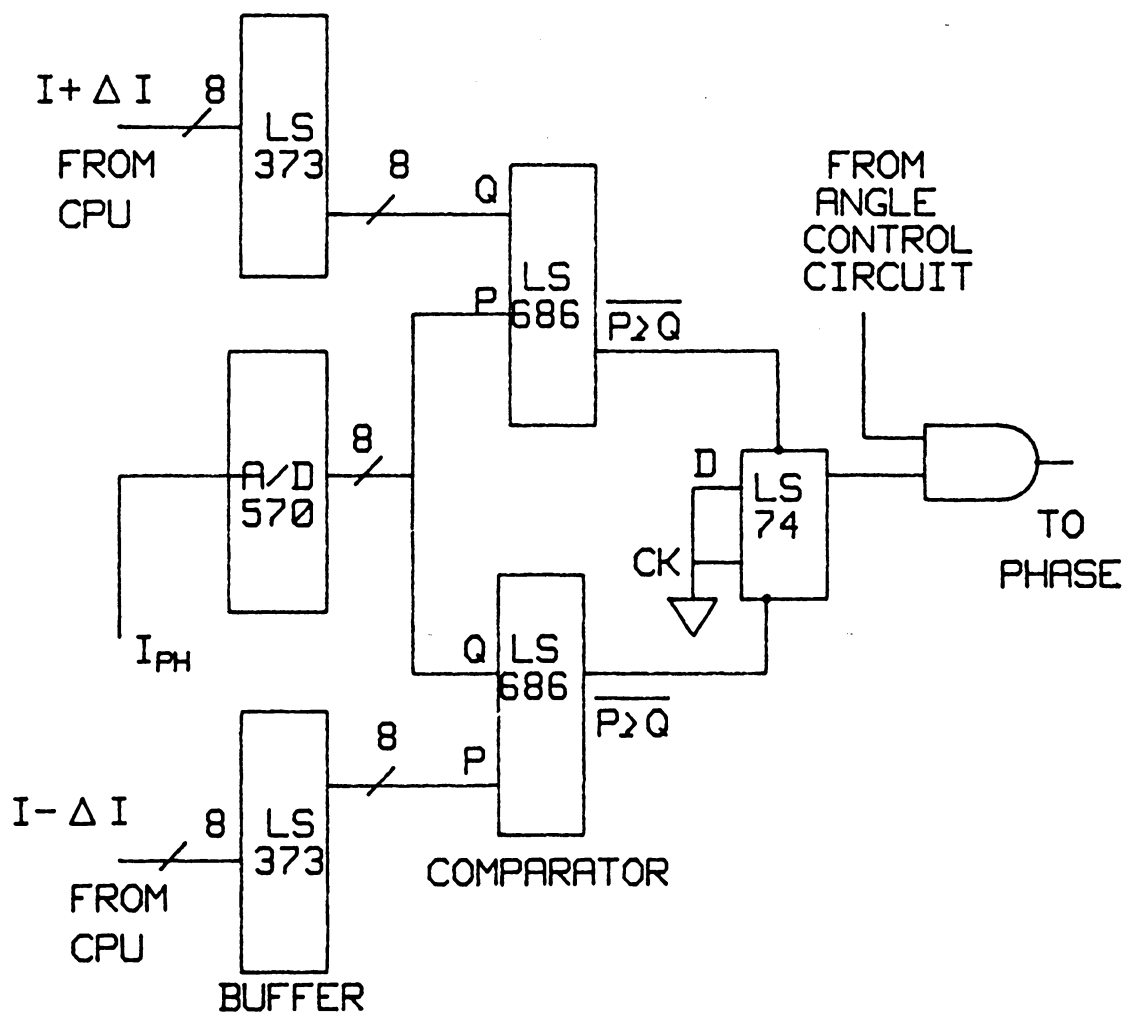 I+ΔI
8
FROM
CPU
LS
373
8
Q
P
LS
686
P≥Q
FROM
ANGLE
CONTROL
CIRCUIT
A/D
570
8
I_PH
D
CK
LS
74
TO
PHASE
Q
P
LS
686
P≥Q
I-ΔI
8
FROM
CPU
LS
373
8
COMPARATOR
BUFFER